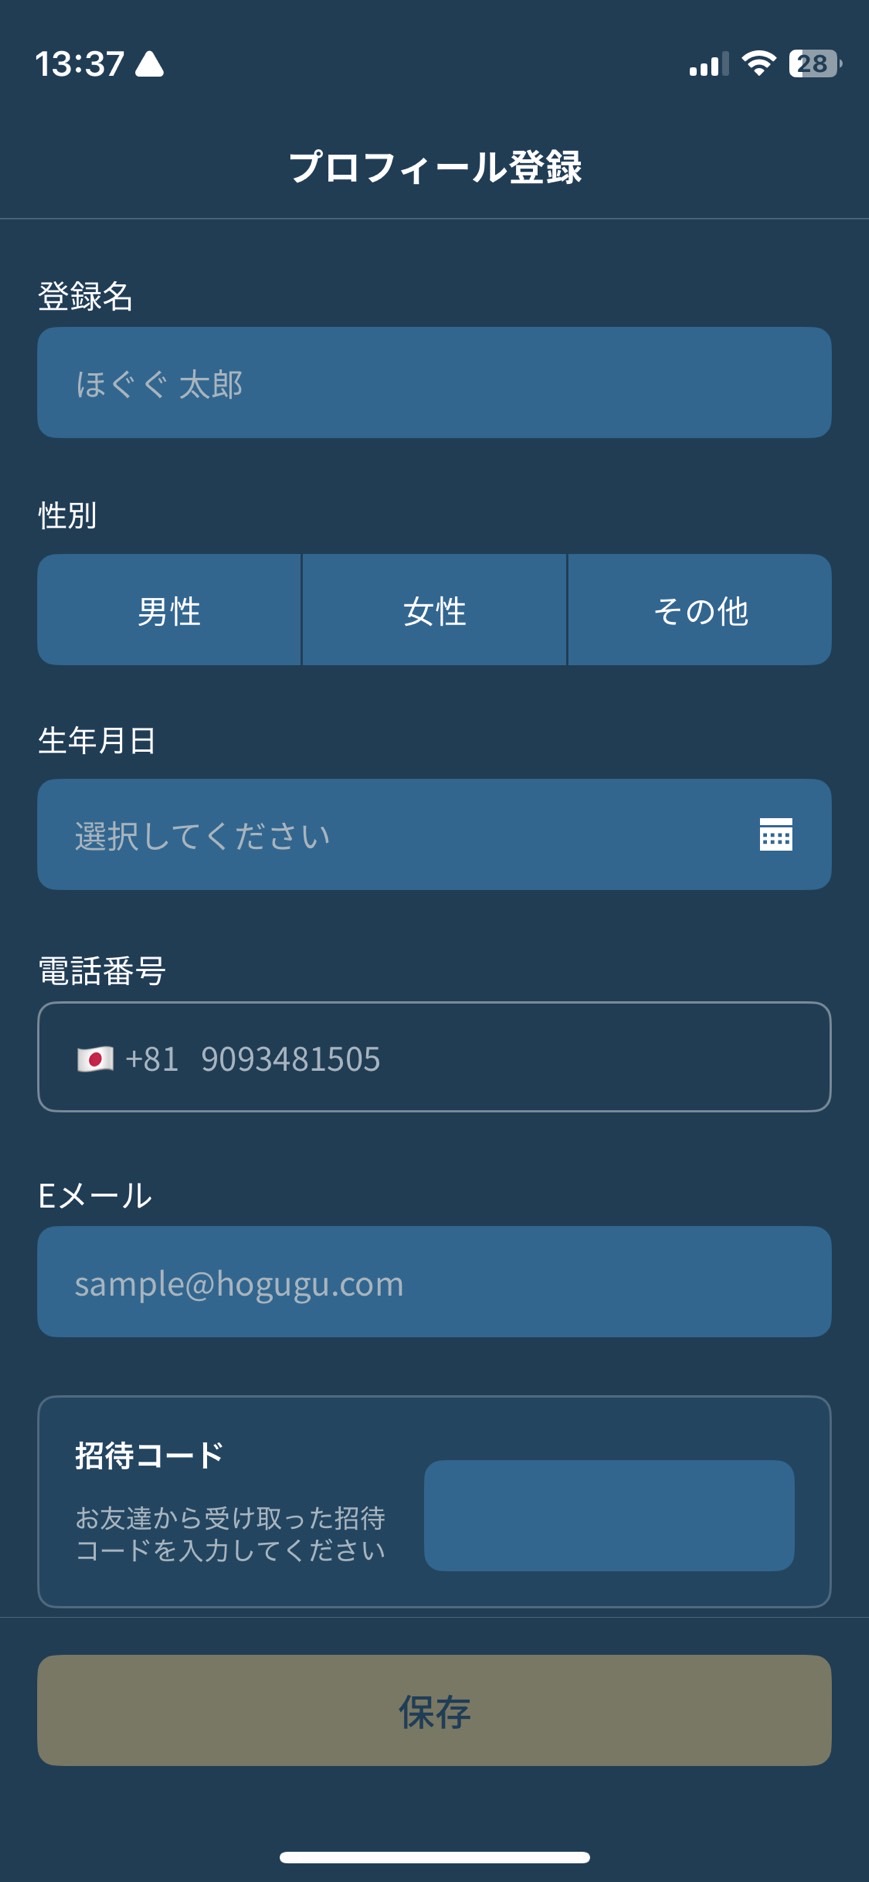 13:37
28
プロフィール登録
登録名
ほぐぐ 太郎
性別
男性 女性 その他
生年月日
選択してください
電話番号
🇯🇵 +81 9093481505
Eメール
sample@hogugu.com
招待コード
お友達から受け取った招待
コードを入力してください
保存